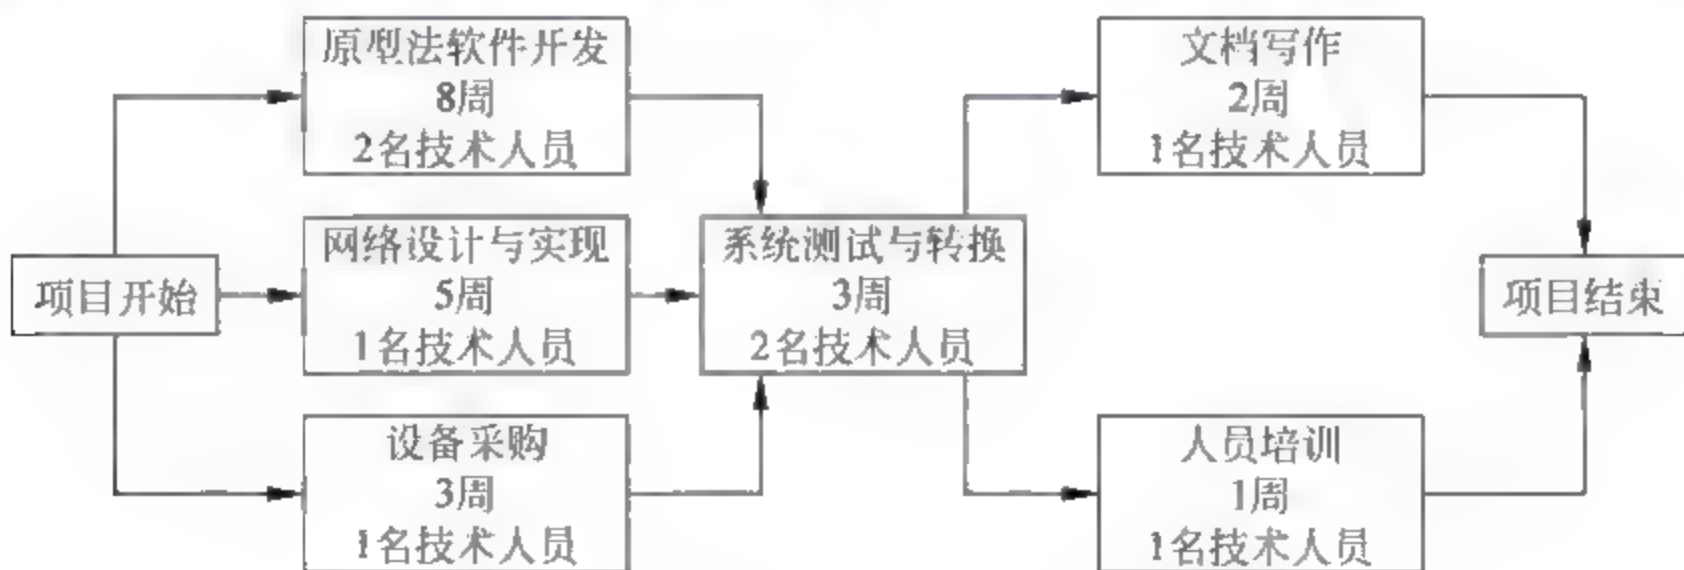 项目开始
原型法软件开发
8周
2名技术人员
网络设计与实现
5周
1名技术人员
设备采购
3周
1名技术人员
系统测试与转换
3周
2名技术人员
文档写作
2周
1名技术人员
人员培训
1周
1名技术人员
项目结束